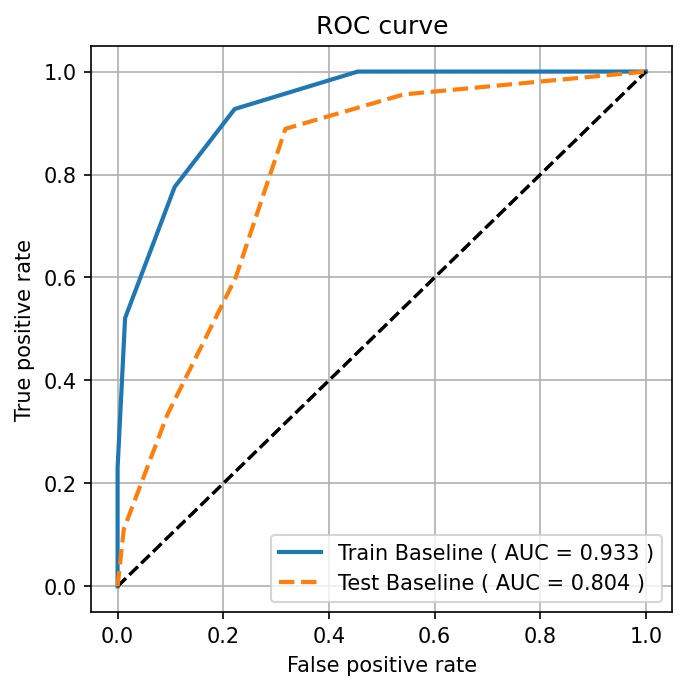 ROC curve
True positive rate
1.0
0.8
0.6
0.4
0.2
0.0
Train Baseline ( AUC = 0.933 )
Test Baseline ( AUC = 0.804 )
0.0 0.2 0.4 0.6 0.8 1.0
False positive rate